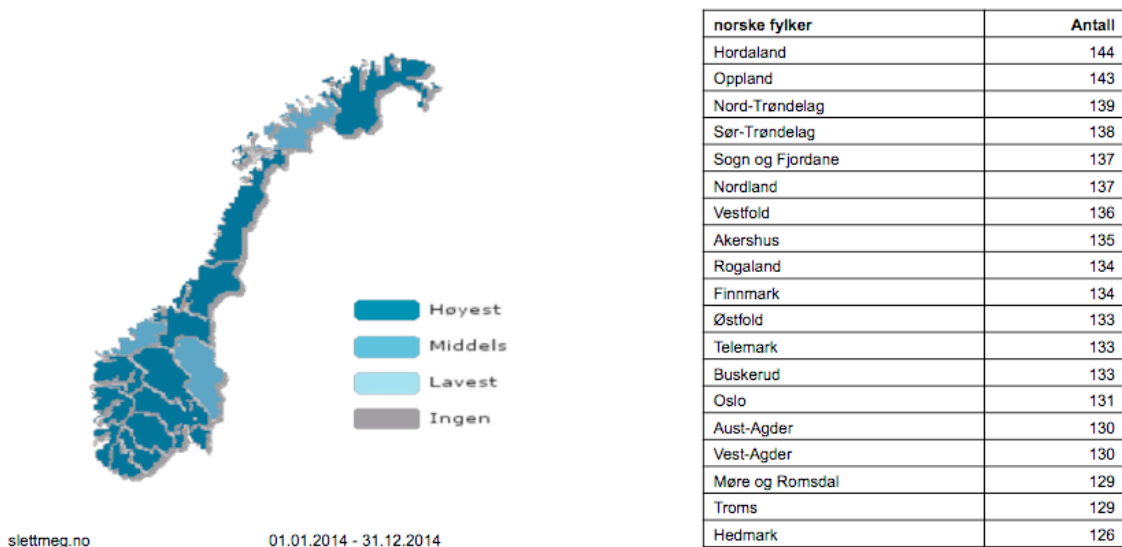 norske fylker Antall
Hordaland 144
Oppland 143
Nord-Trøndelag 139
Sør-Trøndelag 138
Sogn og Fjordane 137
Nordland 137
Vestfold 136
Akershus 135
Rogaland 134
Finnmark 134
Østfold 133
Telemark 133
Buskerud 133
Oslo 131
Aust-Agder 130
Vest-Agder 130
Møre og Romsdal 129
Troms 129
Hedmark 126
Høyest
Middels
Lavest
Ingen
slettmeg.no 01.01.2014 - 31.12.2014